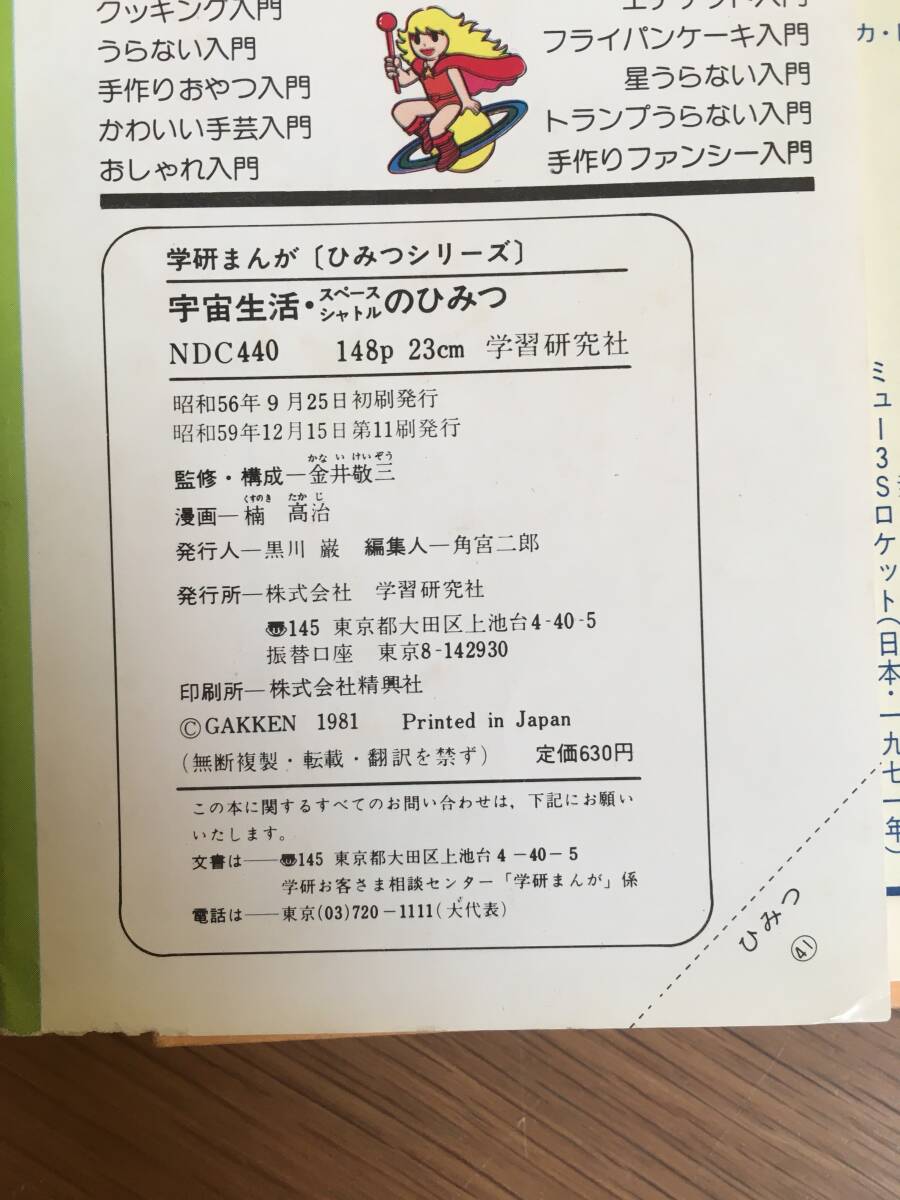 クッキング入門
うらない入門
手作りおやつ入門
かわいい手芸入門
おしゃれ入門
フライパンケーキ入門
星うらない入門
トランプうらない入門
手作りファンシー入門
学研まんが〔ひみつシリーズ〕
宇宙生活・スペースシャトルのひみつ
NDC440 148p 23cm 学習研究社
昭和56年9月25日初刷発行
昭和59年12月15日第11刷発行
かないけいぞう
監修・構成―金井敬三
くすのき たかじ
漫画―楠 高治
発行人―黒川 巌 編集人―角宮二郎
発行所―株式会社 学習研究社
〠145 東京都大田区上池台4-40-5
振替口座 東京8-142930
印刷所―株式会社精興社
©GAKKEN 1981 Printed in Japan
(無断複製・転載・翻訳を禁ず) 定価630円
この本に関するすべてのお問い合わせは,下記にお願い
いたします。
文書は――〠145 東京都大田区上池台4-40-5
学研お客さま相談センター「学研まんが」係
電話は――東京(03)720-1111(大代表)
ひみつ
㊶
ミュー3Sロケット(日本・一九七一年)